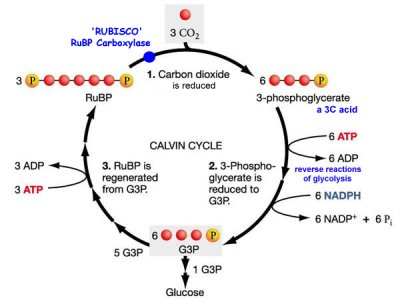 'RUBISCO'
RuBP Carboxylase
3 CO2
3 P P
RuBP
1. Carbon dioxide
is reduced
6 P
3-phosphoglycerate
a 3C acid
CALVIN CYCLE
6 ATP
6 ADP
reverse reactions
of glycolysis
2. 3-Phospho-
glycerate is
reduced to
G3P.
6 NADPH
6 NADP+ + 6 Pi
3. RuBP is
regenerated
from G3P.
3 ADP
3 ATP
6 P
G3P
5 G3P
1 G3P
Glucose